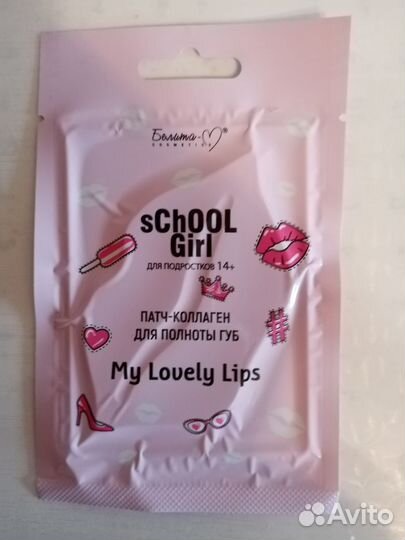 Белита-М®
COSMETICS
sChOOL
Girl
ДЛЯ ПОДРОСТКОВ 14+
ПАТЧ-КОЛЛАГЕН
ДЛЯ ПОЛНОТЫ ГУБ
#
My Lovely Lips
Avito